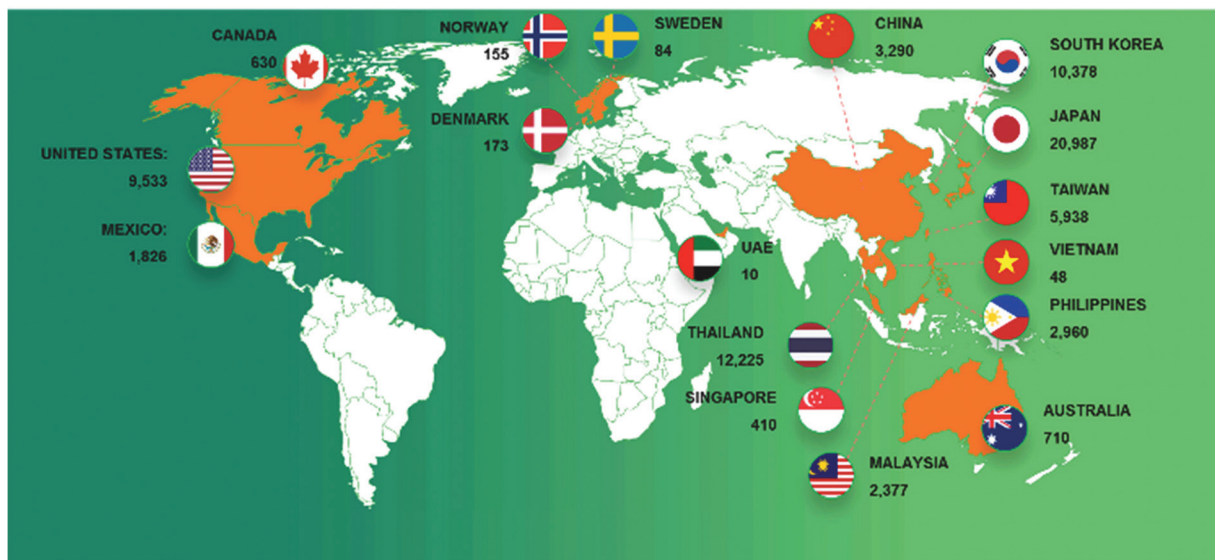 CANADA
630
NORWAY
155
SWEDEN
84
CHINA
3,290
SOUTH KOREA
10,378
DENMARK
173
JAPAN
20,987
UNITED STATES:
9,533
TAIWAN
5,938
MEXICO:
1,826
UAE
10
VIETNAM
48
PHILIPPINES
2,960
THAILAND
12,225
SINGAPORE
410
AUSTRALIA
710
MALAYSIA
2,377